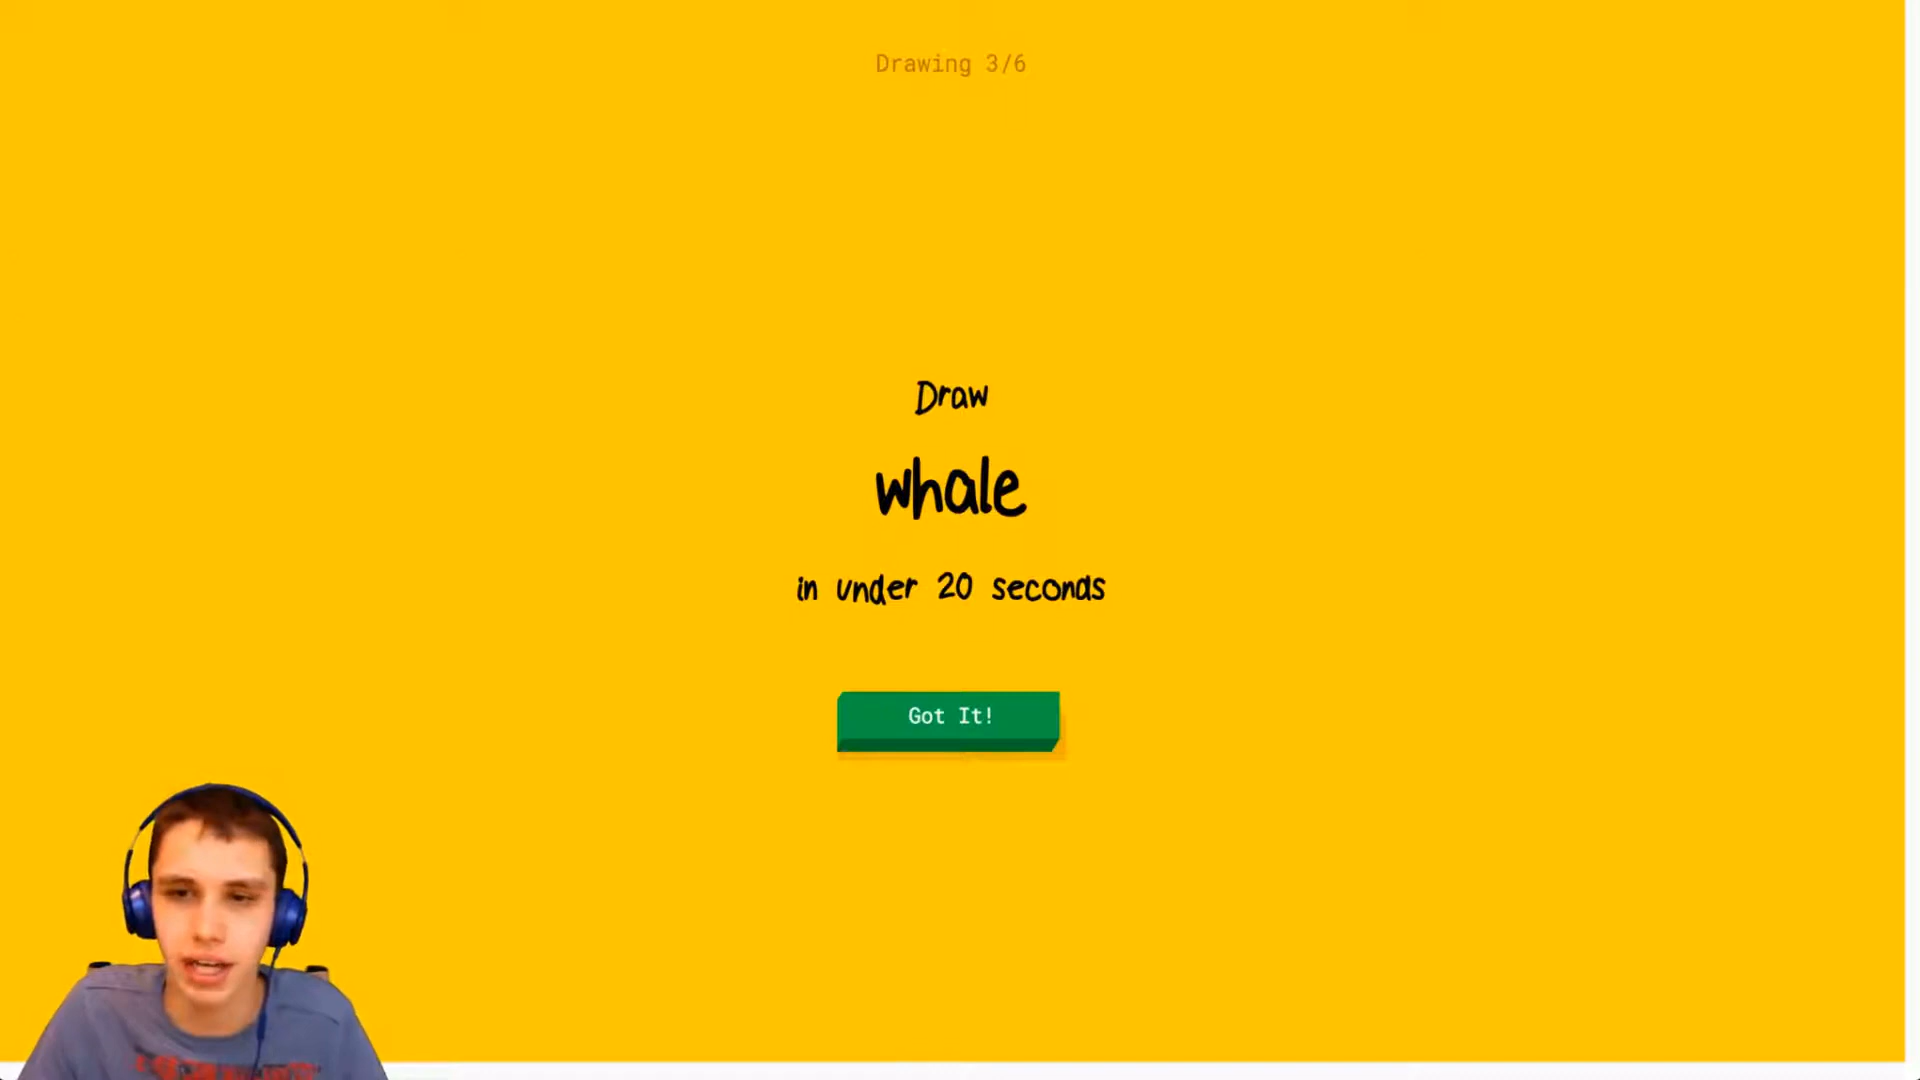 Drawing 3/6
Draw
whale
in under 20 seconds
Got It!